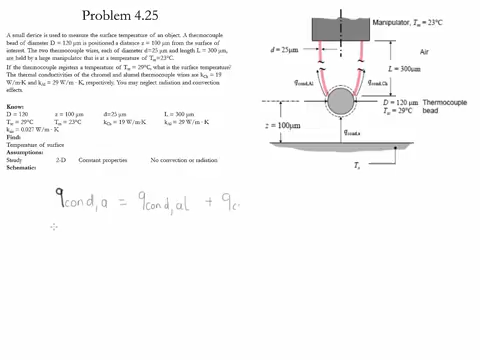 Problem 4.25
A small device is used to measure the surface temperature of an object. A thermocouple
bead of diameter D = 120 μm is positioned a distance z = 100 μm from the surface of
interest. The two thermocouple wires, each of diameter d=25 μm and length L = 300 μm,
are held by a large manipulator that is at a temperature of Tm=23°C.
If the thermocouple registers a temperature of Ttc = 29°C, what is the surface temperature?
The thermal conductivities of the chromel and alumel thermocouple wires are kCh = 19
W/m·K and kAl = 29 W/m · K, respectively. You may neglect radiation and convection
effects.
Know:
D = 120 z = 100 μm d=25 μm L = 300 μm
Ttc = 29°C Tm = 23°C kCh = 19 W/m·K kAl = 29 W/m · K
kair = 0.027 W/m · K
Find:
Temperature of surface
Assumptions:
Steady 2-D Constant properties No convection or radiation
Schematic:
Manipulator, Tm = 23°C
Air
d = 25μm
L = 300μm
qcond,Al qcond,Ch
D = 120 μm Thermocouple
Ttc = 29°C bead
z = 100μm
qcond,a
Ts
qcond,a = qcond,al + qc